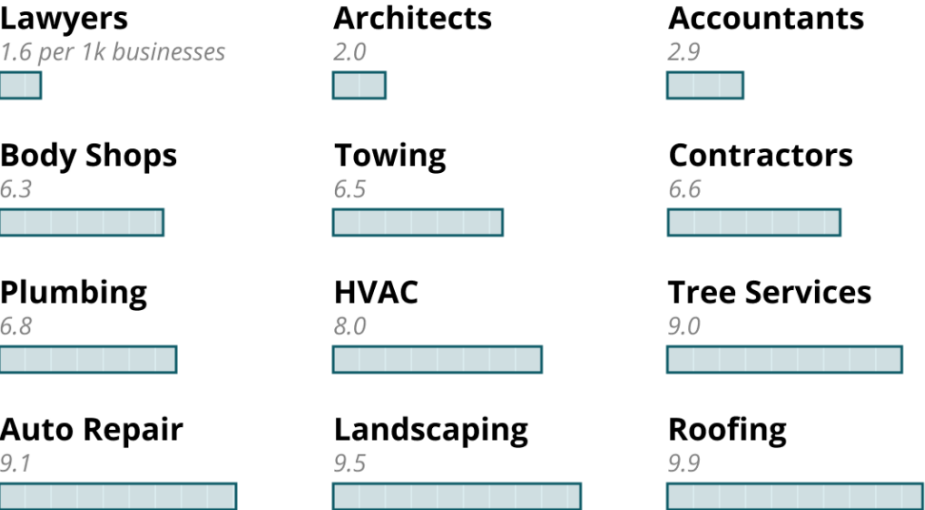 Lawyers
1.6 per 1k businesses
Architects
2.0
Accountants
2.9
Body Shops
6.3
Towing
6.5
Contractors
6.6
Plumbing
6.8
HVAC
8.0
Tree Services
9.0
Auto Repair
9.1
Landscaping
9.5
Roofing
9.9